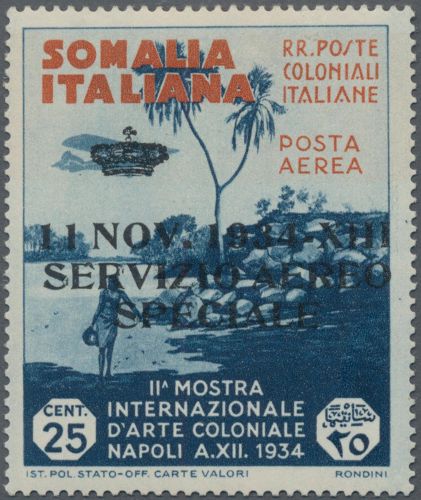 SOMALIA
ITALIANA
RR. POSTE
COLONIALI
ITALIANE
POSTA
AEREA
11 NOV. 1934-XIII
SERVIZIO AEREO
SPECIALE
IIᴬ MOSTRA
INTERNAZIONALE
D'ARTE COLONIALE
NAPOLI A.XII. 1934
CENT.
25
٢٥
IST. POL. STATO-OFF. CARTE VALORI
RONDINI